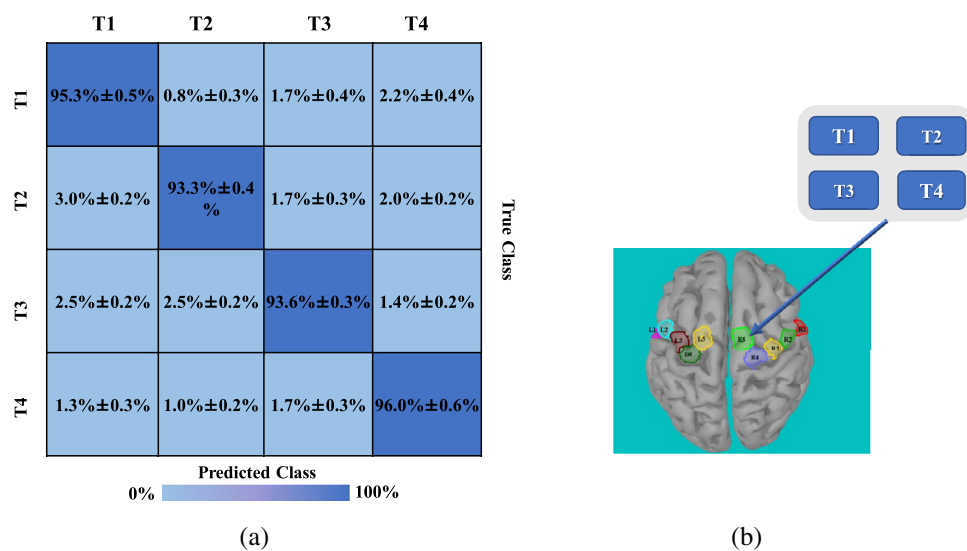 T1 T2 T3 T4
T1 95.3%±0.5% 0.8%±0.3% 1.7%±0.4% 2.2%±0.4%
T2 3.0%±0.2% 93.3%±0.4
% 1.7%±0.3% 2.0%±0.2%
T3 2.5%±0.2% 2.5%±0.2% 93.6%±0.3% 1.4%±0.2%
T4 1.3%±0.3% 1.0%±0.2% 1.7%±0.3% 96.0%±0.6%
True Class
Predicted Class
0% 100%
(a)
T1 T2
T3 T4
L1 L2 L3 L5 R5 R2 R1
R4
(b)